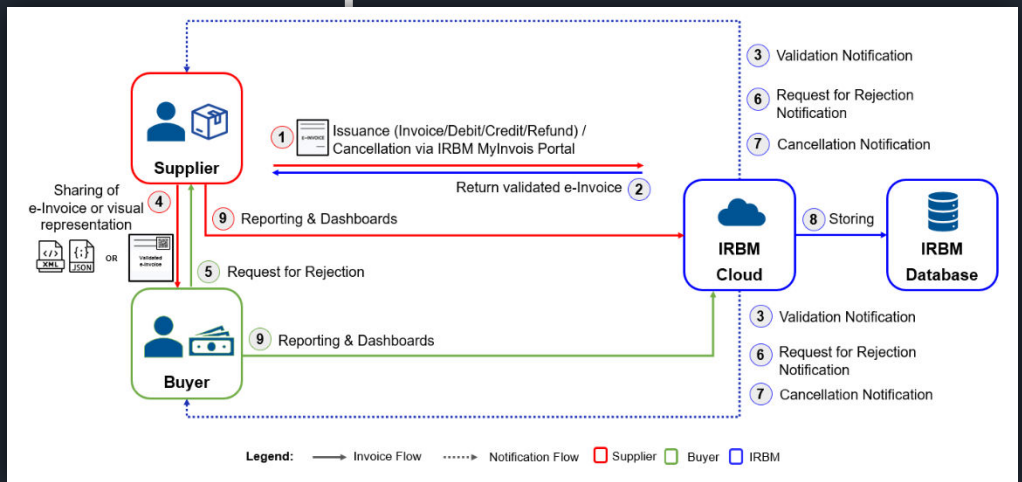 3 Validation Notification
6 Request for Rejection
Notification
7 Cancellation Notification
Supplier
1 E-INVOICE Issuance (Invoice/Debit/Credit/Refund) /
Cancellation via IRBM MyInvois Portal
Return validated e-Invoice 2
Sharing of
e-Invoice or visual
representation
4
</> XML {;} JSON OR Validated
e-Invoice
9 Reporting & Dashboards
5 Request for Rejection
IRBM
Cloud
8 Storing
IRBM
Database
Buyer
9 Reporting & Dashboards
3 Validation Notification
6 Request for Rejection
Notification
7 Cancellation Notification
Legend: Invoice Flow Notification Flow Supplier Buyer IRBM